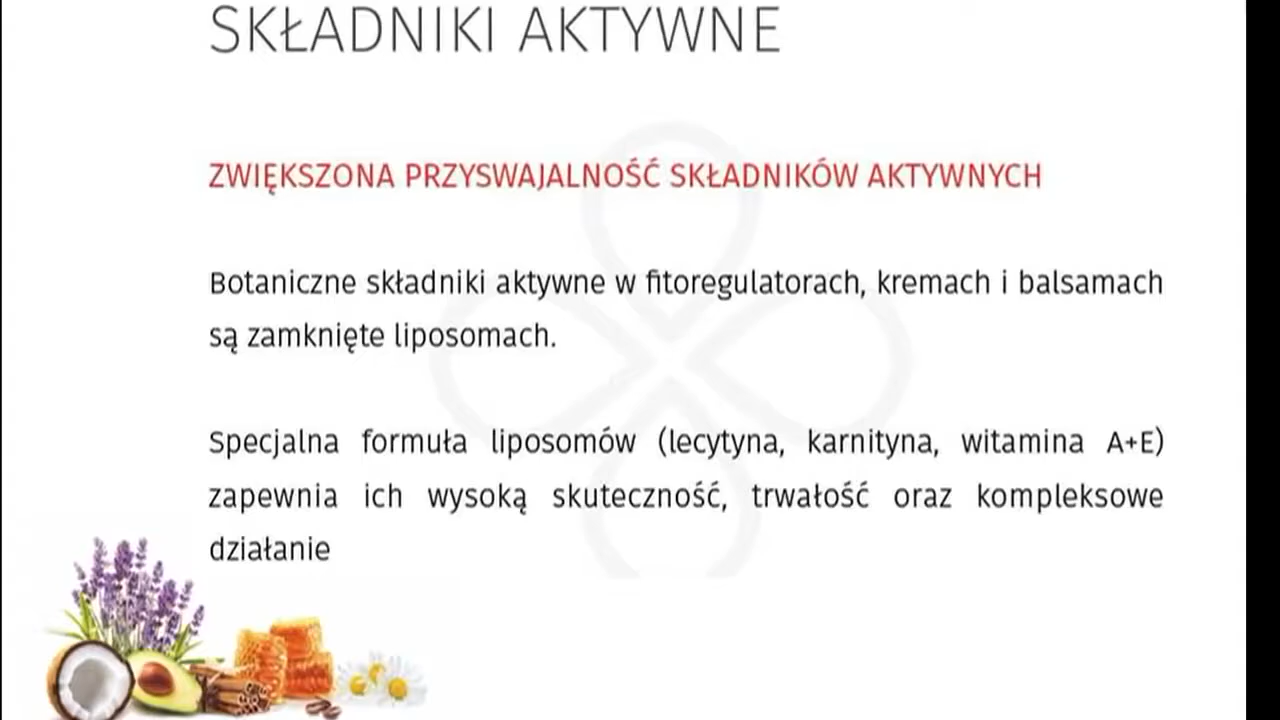 SKŁADNIKI AKTYWNE
ZWIĘKSZONA PRZYSWAJALNOŚĆ SKŁADNIKÓW AKTYWNYCH
Botaniczne składniki aktywne w fitoregulatorach, kremach i balsamach
są zamknięte liposomach.
Specjalna formuła liposomów (lecytyna, karnityna, witamina A+E)
zapewnia ich wysoką skuteczność, trwałość oraz kompleksowe
działanie